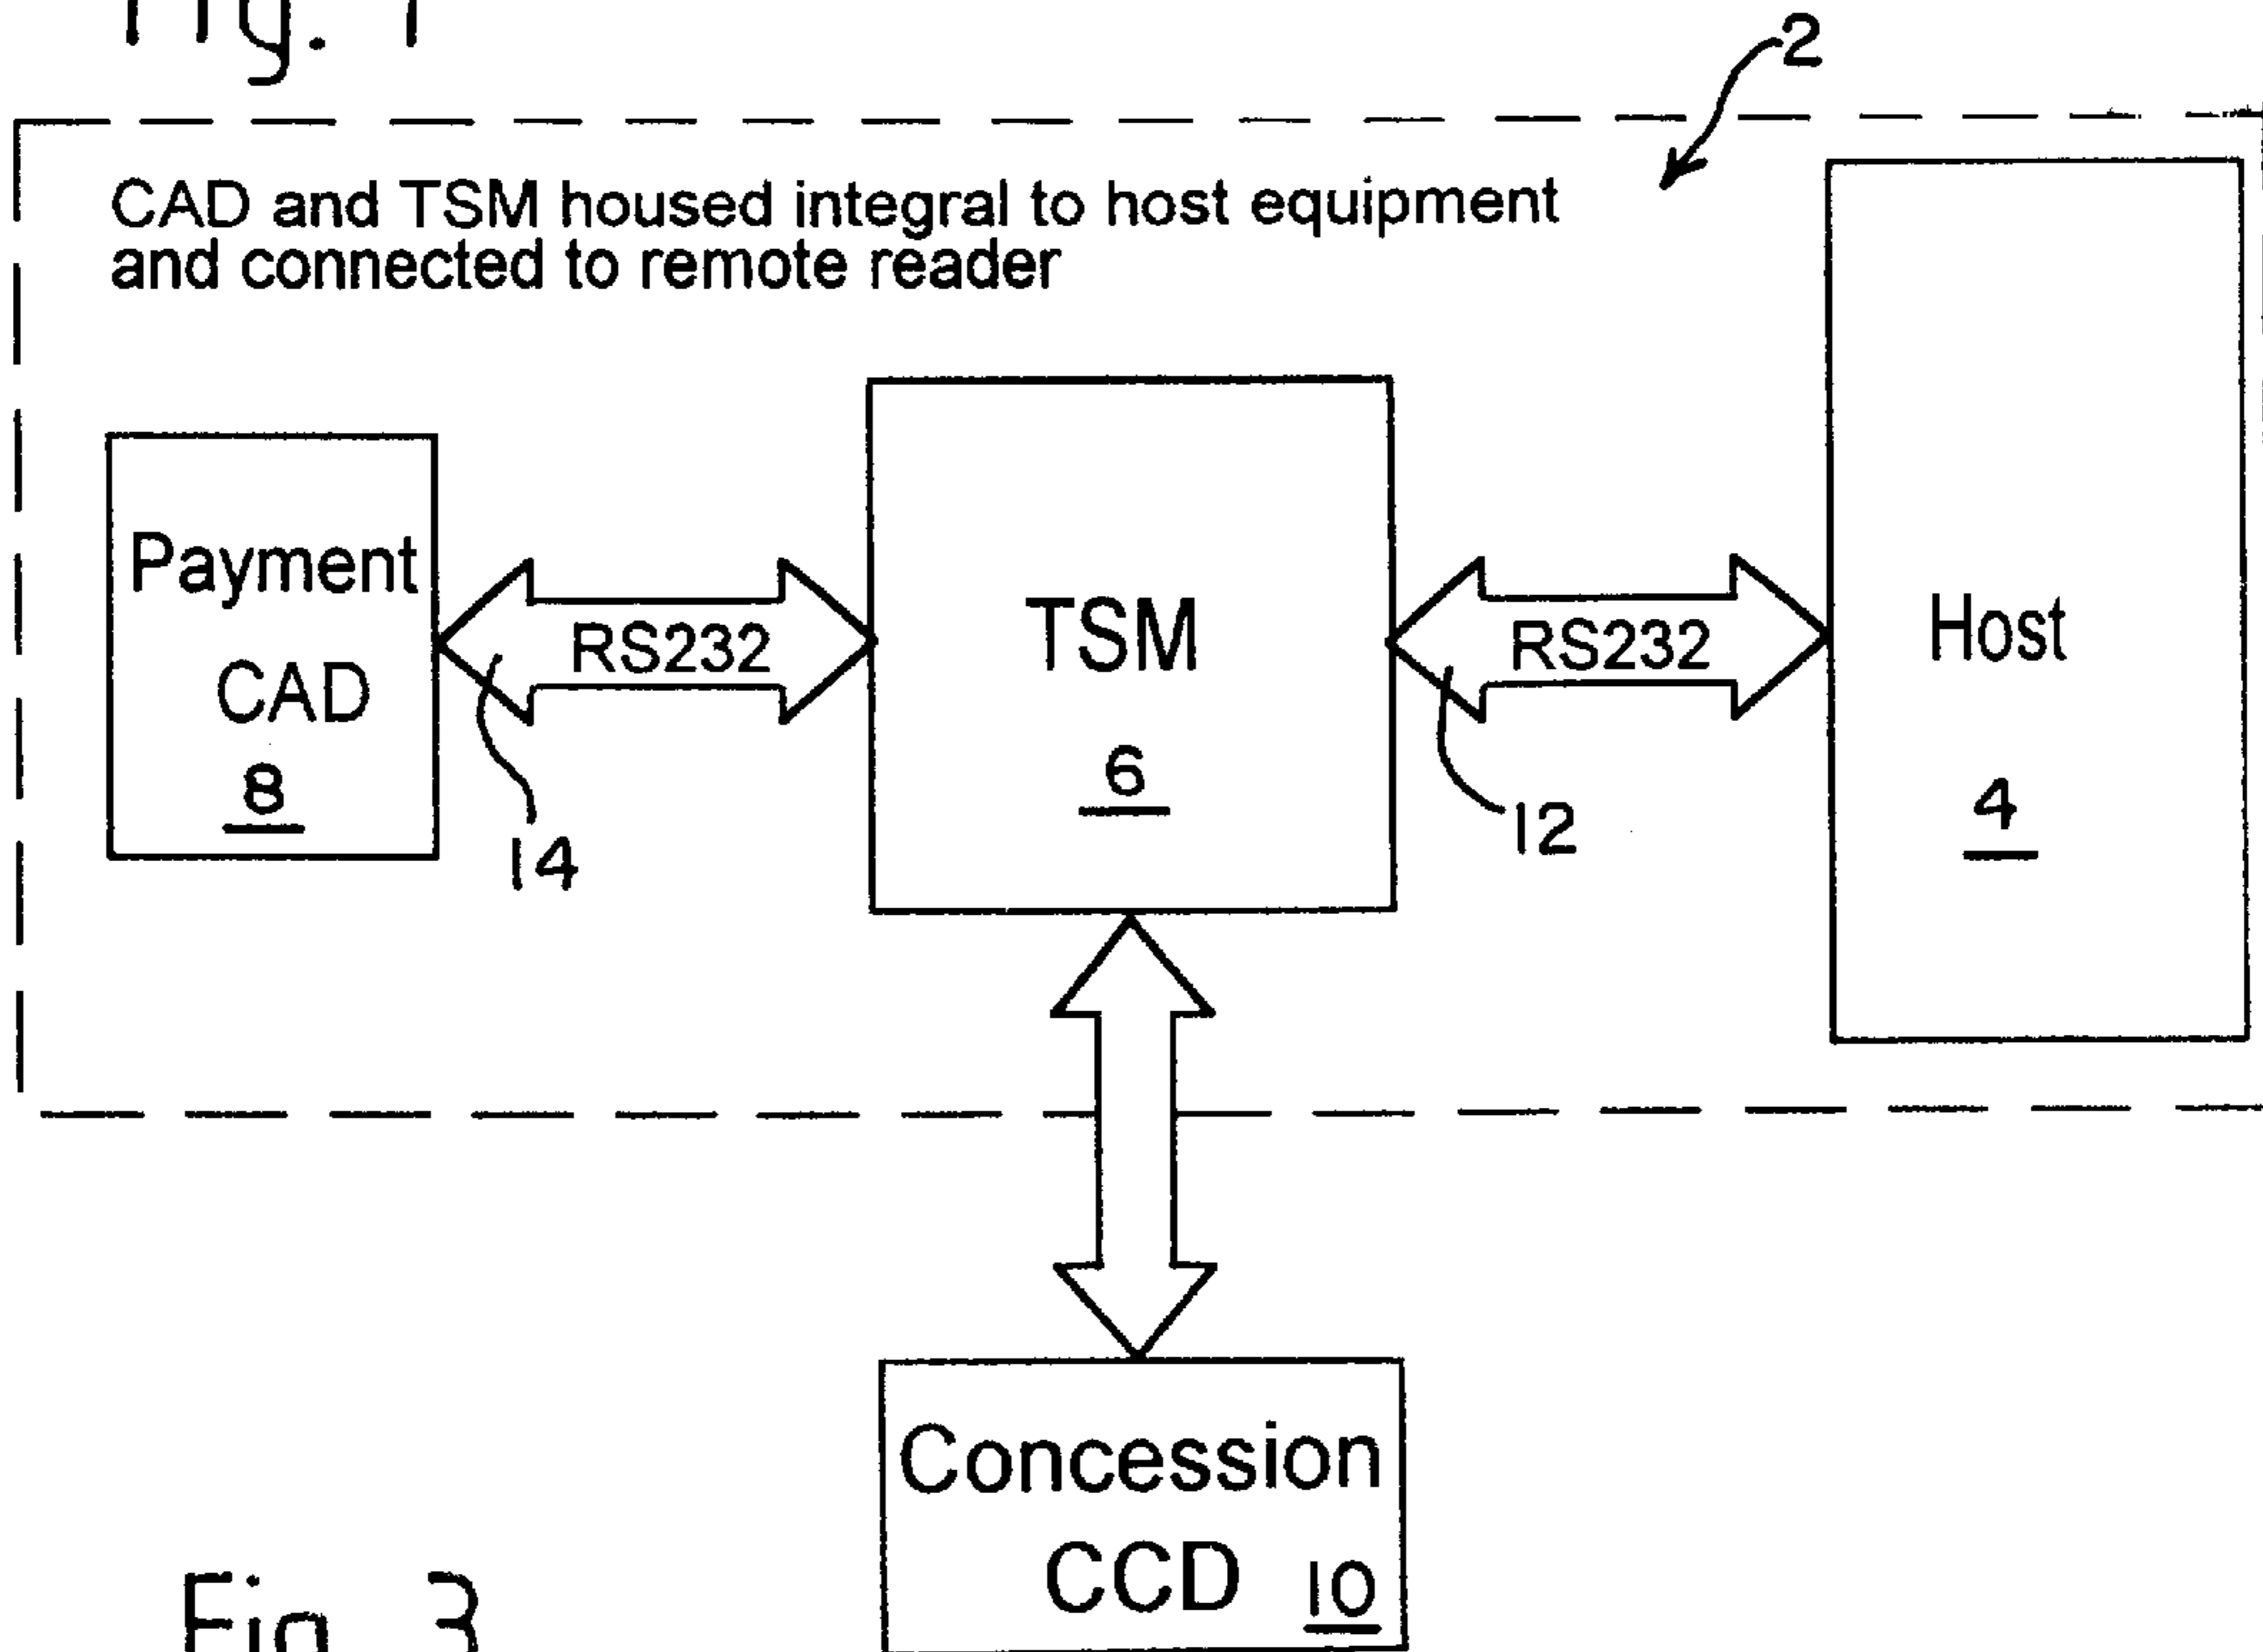 Fig. 1
2
CAD and TSM housed integral to host equipment
and connected to remote reader
Payment
CAD
8
RS232
14
TSM
6
RS232
12
Host
4
Concession
CCD 10
Fig. 3